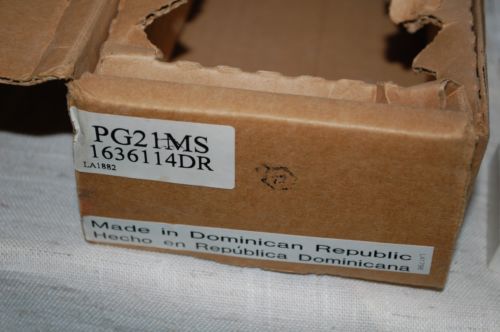 PG21MS
1636114DR
LA1882
Made in Dominican Republic
Hecho en República Dominicana